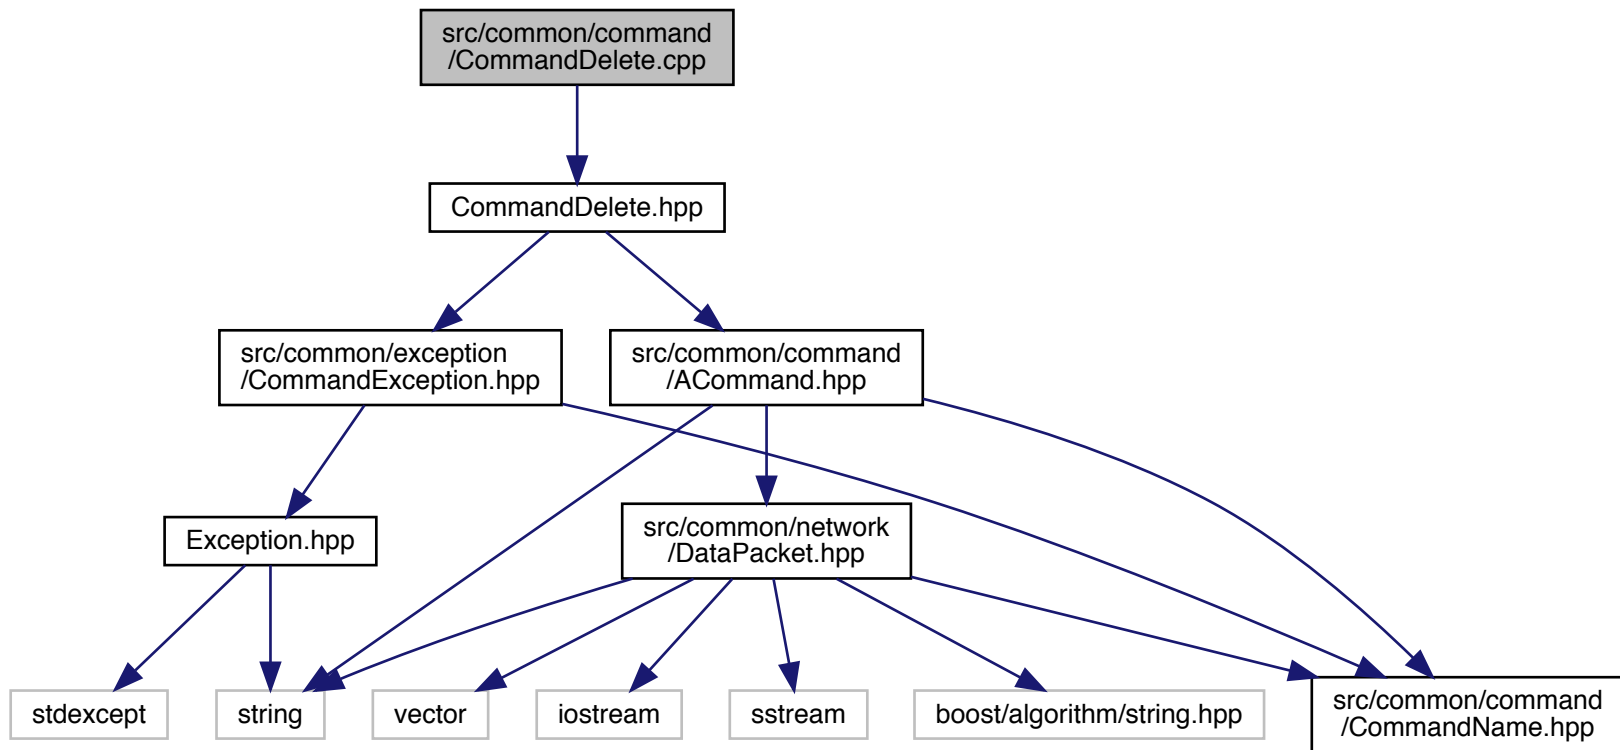 src/common/command
/CommandDelete.cpp
CommandDelete.hpp
src/common/exception
/CommandException.hpp
src/common/command
/ACommand.hpp
Exception.hpp
src/common/network
/DataPacket.hpp
stdexcept
string
vector
iostream
sstream
boost/algorithm/string.hpp
src/common/command
/CommandName.hpp